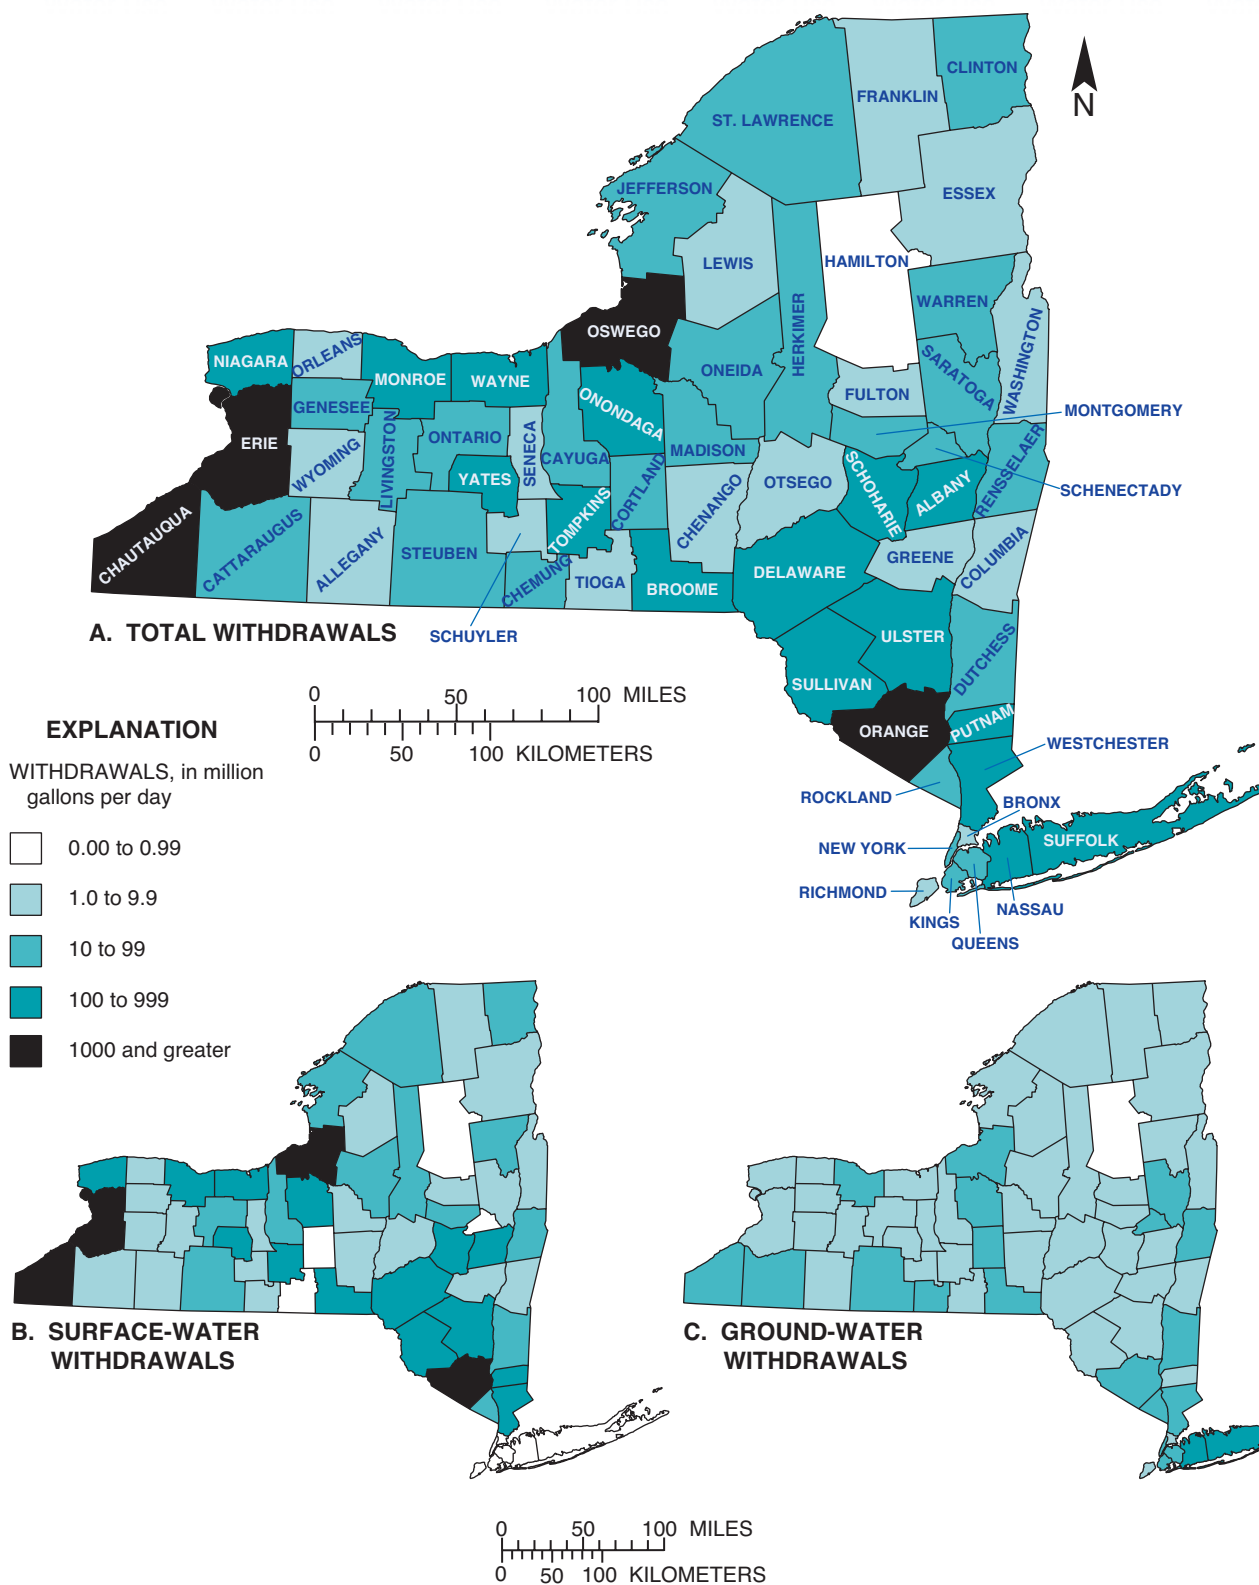 CLINTON
FRANKLIN
N
ST. LAWRENCE
JEFFERSON
ESSEX
LEWIS
HAMILTON
WARREN
HERKIMER
WASHINGTON
OSWEGO
NIAGARA
ORLEANS
MONROE
WAYNE
ONEIDA
SARATOGA
FULTON
GENESEE
ONONDAGA
MONTGOMERY
ERIE
WYOMING
LIVINGSTON
ONTARIO
SENECA
CAYUGA
MADISON
RENSSELAER
YATES
CORTLAND
OTSEGO
SCHOHARIE
ALBANY
SCHENECTADY
CHENANGO
TOMPKINS
CHAUTAUQUA
CATTARAUGUS
ALLEGANY
STEUBEN
CHEMUNG
TIOGA
BROOME
DELAWARE
GREENE
COLUMBIA
A. TOTAL WITHDRAWALS
SCHUYLER
ULSTER
DUTCHESS
SULLIVAN
ORANGE
PUTNAM
0 50 100 MILES
0 50 100 KILOMETERS
WESTCHESTER
ROCKLAND
BRONX
NEW YORK
SUFFOLK
RICHMOND
KINGS
NASSAU
QUEENS
EXPLANATION
WITHDRAWALS, in million
gallons per day
0.00 to 0.99
1.0 to 9.9
10 to 99
100 to 999
1000 and greater
B. SURFACE-WATER
WITHDRAWALS
C. GROUND-WATER
WITHDRAWALS
0 50 100 MILES
0 50 100 KILOMETERS